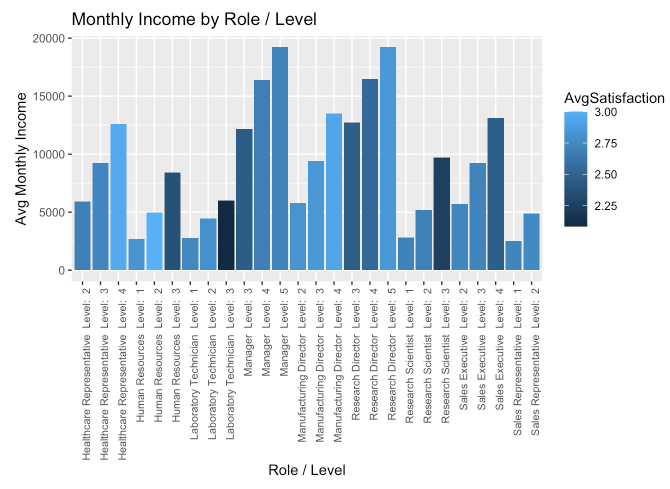 Monthly Income by Role / Level
Avg Monthly Income
20000
15000
10000
5000
0
Healthcare Representative Level: 2
Healthcare Representative Level: 3
Healthcare Representative Level: 4
Human Resources Level: 1
Human Resources Level: 2
Human Resources Level: 3
Laboratory Technician Level: 1
Laboratory Technician Level: 2
Laboratory Technician Level: 3
Manager Level: 3
Manager Level: 4
Manager Level: 5
Manufacturing Director Level: 2
Manufacturing Director Level: 3
Manufacturing Director Level: 4
Research Director Level: 3
Research Director Level: 4
Research Director Level: 5
Research Scientist Level: 1
Research Scientist Level: 2
Research Scientist Level: 3
Sales Executive Level: 2
Sales Executive Level: 3
Sales Executive Level: 4
Sales Representative Level: 1
Sales Representative Level: 2
Role / Level
AvgSatisfaction
3.00
2.75
2.50
2.25